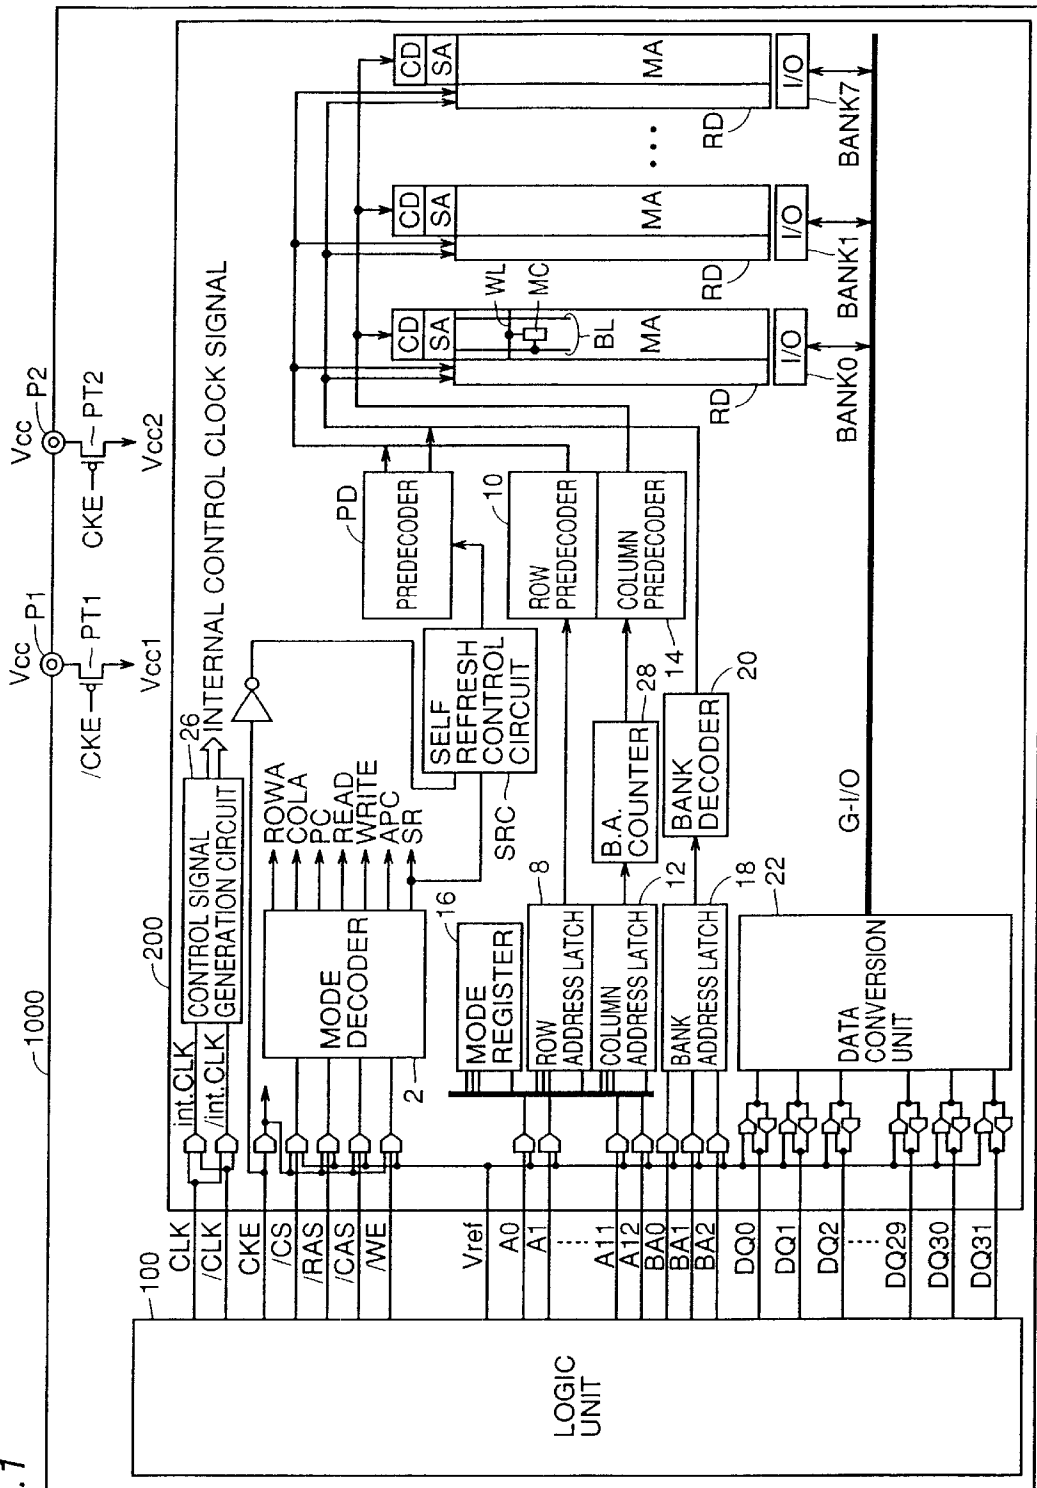 .1
1000
Vcc P1
/CKE PT1
Vcc1
Vcc P2
CKE PT2
Vcc2
200
100
LOGIC
UNIT
CLK
/CLK
CKE
/CS
/RAS
/CAS
/WE
Vref
A0
A1
A11
A12
BA0
BA1
BA2
DQ0
DQ1
DQ2
DQ29
DQ30
DQ31
int.CLK
/int.CLK
CONTROL SIGNAL
GENERATION CIRCUIT
26
INTERNAL CONTROL CLOCK SIGNAL
MODE
DECODER
2
ROWA
COLA
PC
READ
WRITE
APC
SR
SELF
REFRESH
CONTROL
CIRCUIT
SRC
PREDECODER
PD
MODE
REGISTER
16
ROW
ADDRESS LATCH
8
COLUMN
ADDRESS LATCH
12
BANK
ADDRESS LATCH
18
B.A.
COUNTER
28
BANK
DECODER
20
ROW
PREDECODER
10
COLUMN
PREDECODER
14
DATA
CONVERSION
UNIT
22
G-I/O
CD
SA
WL
MC
BL
MA
RD
I/O
BANK0
CD
SA
MA
RD
I/O
BANK1
CD
SA
MA
RD
I/O
BANK7